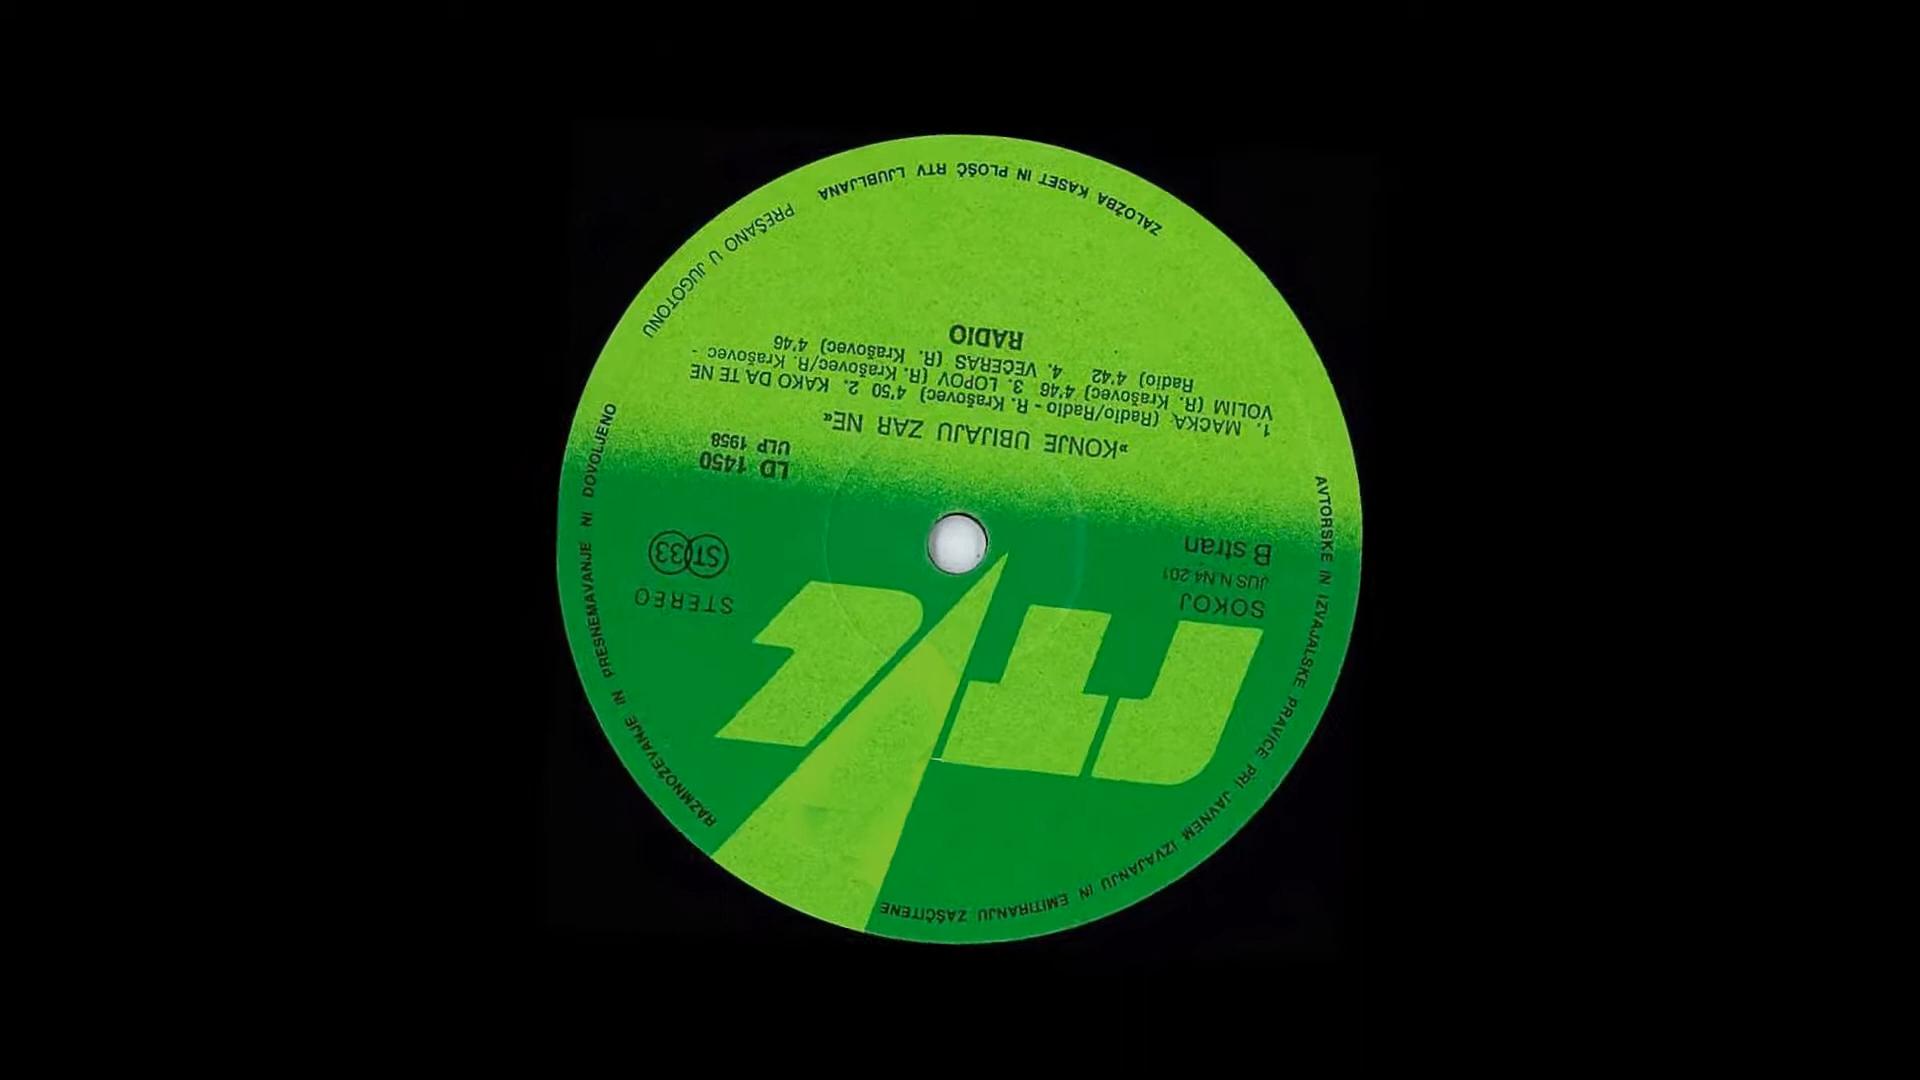 RTVL
SOKOJ
JUS N.N4 201
B stran
STEREO
ST 33
LD 1450
ULP 1958
»KONJE UBIJAJU ZAR NE«
1. MAČKA (Radio/Radio - R. Krašovec) 4'50 2. KAKO DA TE NE
VOLIM (R. Krašovec) 4'46 3. LOPOV (R. Krašovec/R. Krašovec -
Radio) 4'42 4. VEČERAS (R. Krašovec) 4'46
RADIO
ZALOŽBA KASET IN PLOŠČ RTV LJUBLJANA
PREŠANO U JUGOTONU
RAZMNOŽEVANJE IN PRESNEMAVANJE NI DOVOLJENO
AVTORSKE IN IZVAJALSKE PRAVICE PRI JAVNEM IZVAJANJU IN EMITIRANJU ZAŠČITENE